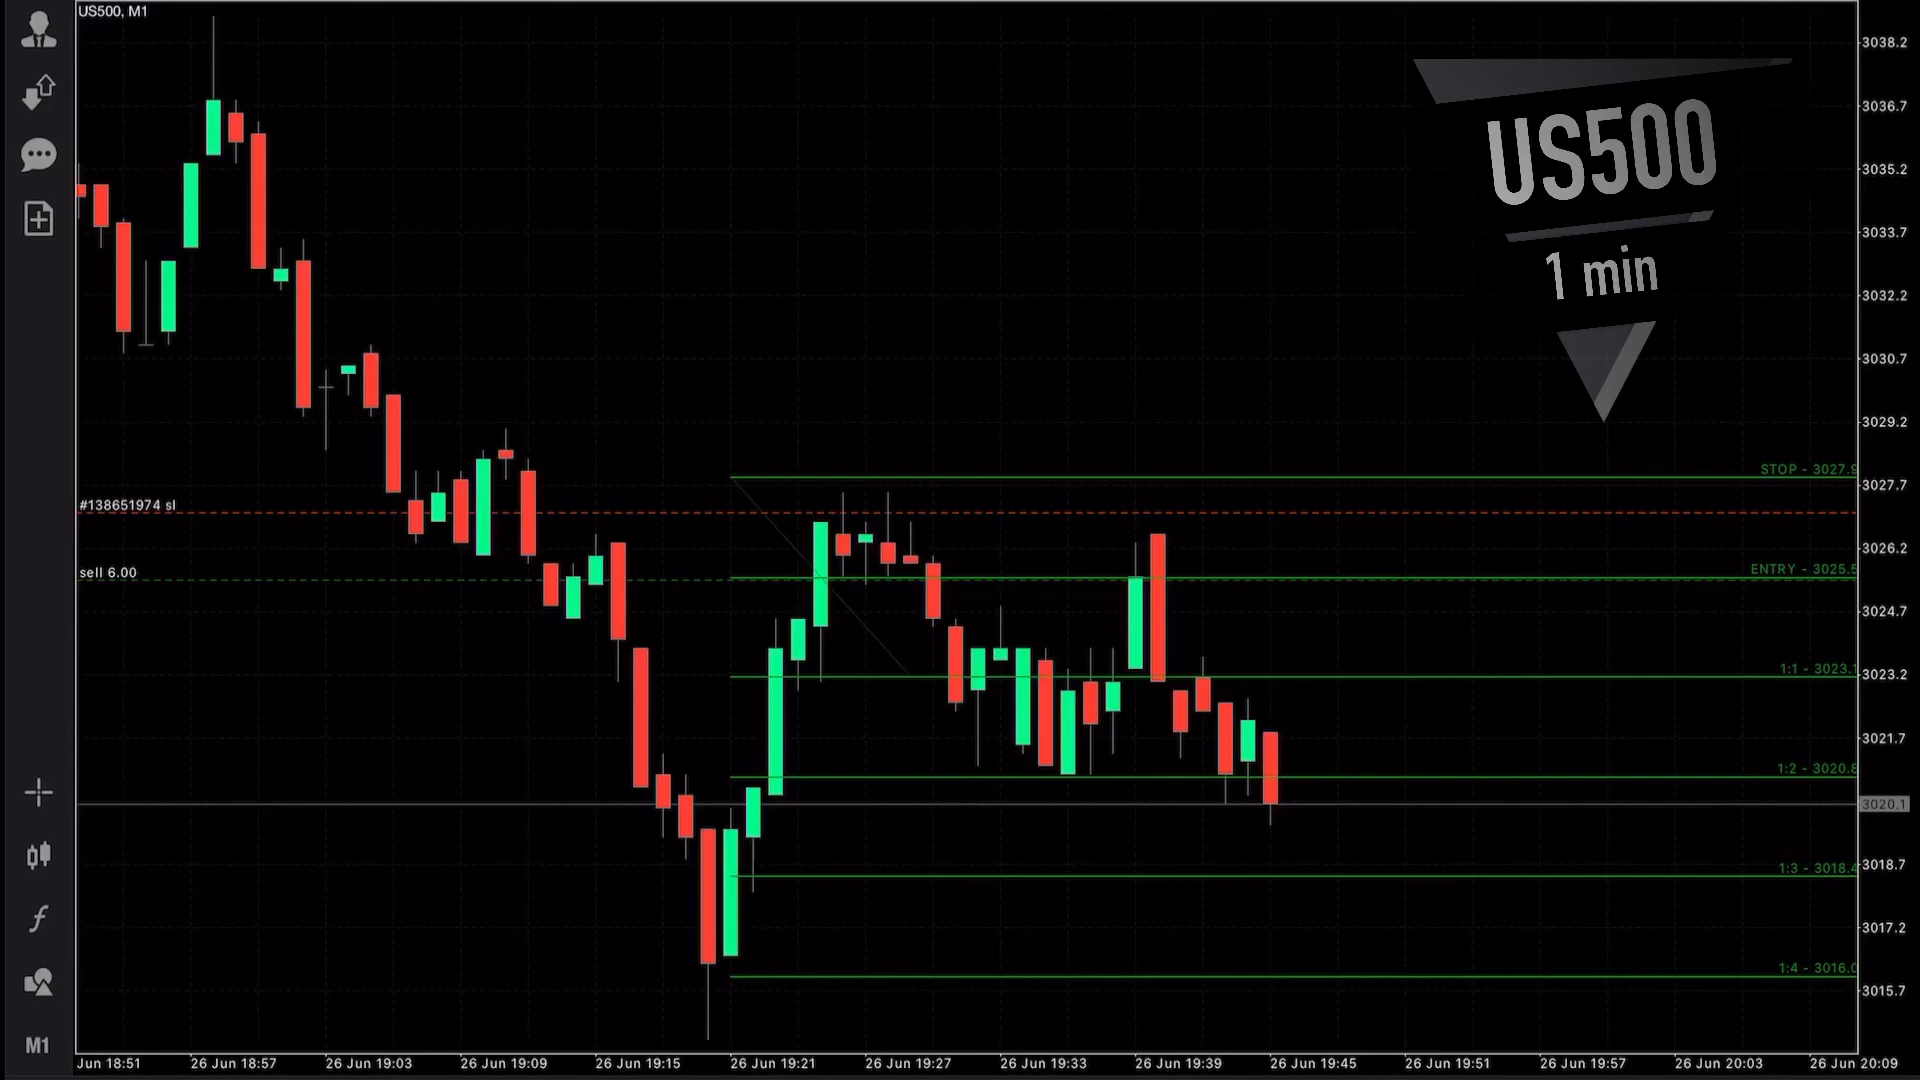 US500, M1
3038.2
3036.7
US500
3035.2
3033.7
1 min
3032.2
3030.7
3029.2
STOP - 3027.9
3027.7
#138651974 sl
3026.2
sell 6.00
ENTRY - 3025.5
3024.7
1:1 - 3023.1
3023.2
3021.7
1:2 - 3020.8
3020.1
3018.7
1:3 - 3018.4
3017.2
1:4 - 3016.0
3015.7
M1
Jun 18:51 26 Jun 18:57 26 Jun 19:03 26 Jun 19:09 26 Jun 19:15 26 Jun 19:21 26 Jun 19:27 26 Jun 19:33 26 Jun 19:39 26 Jun 19:45 26 Jun 19:51 26 Jun 19:57 26 Jun 20:03 26 Jun 20:09